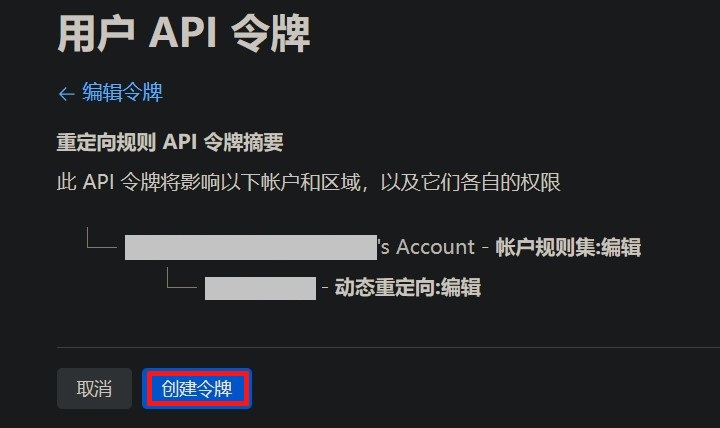 用户 API 令牌
← 编辑令牌
重定向规则 API 令牌摘要
此 API 令牌将影响以下帐户和区域，以及它们各自的权限
's Account - 帐户规则集:编辑
- 动态重定向:编辑
取消 创建令牌